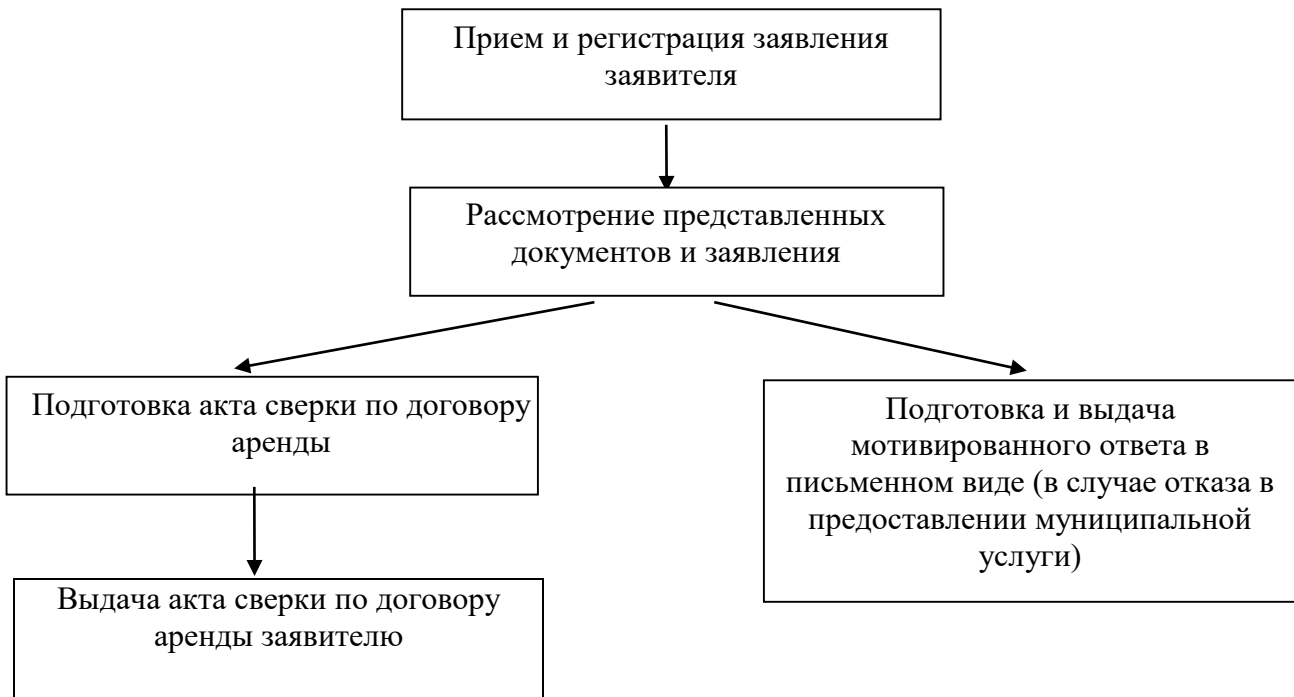 Прием и регистрация заявления
заявителя
Рассмотрение представленных
документов и заявления
Подготовка акта сверки по договору
аренды
Подготовка и выдача
мотивированного ответа в
письменном виде (в случае отказа в
предоставлении муниципальной
услуги)
Выдача акта сверки по договору
аренды заявителю